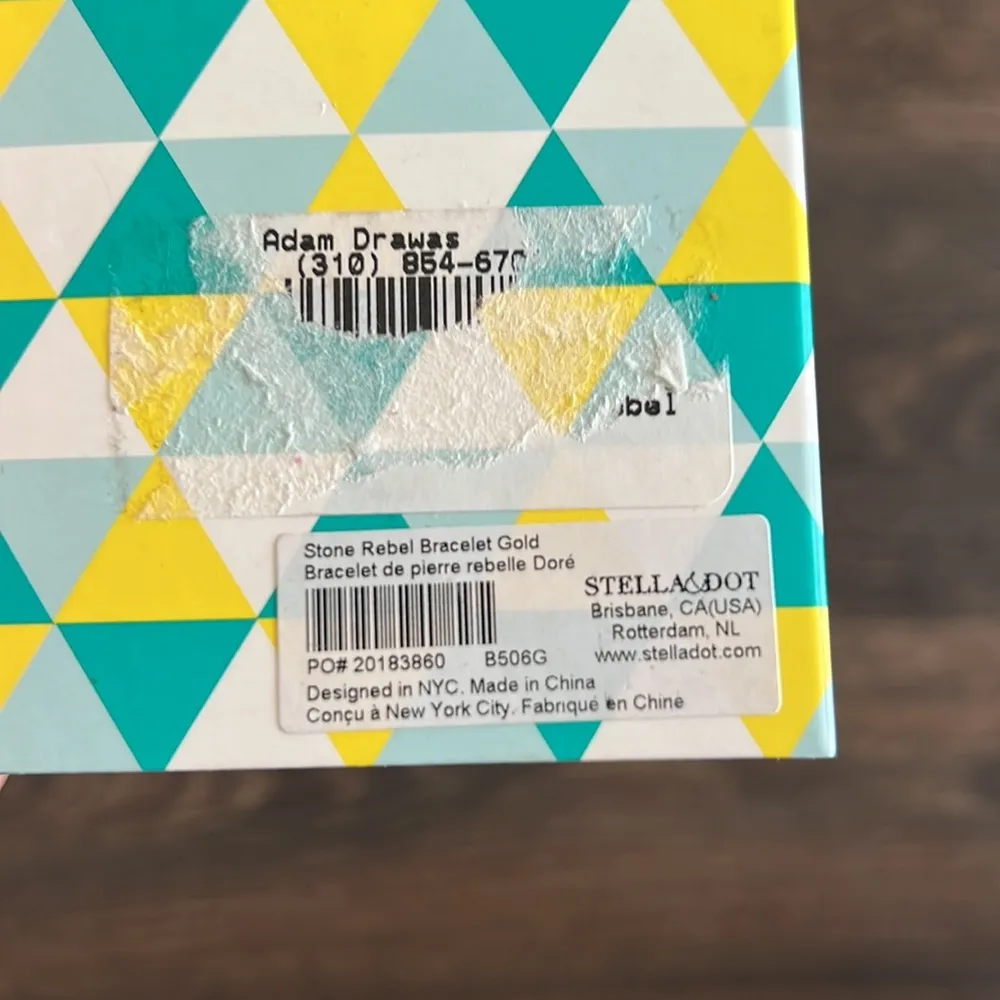 Adam Drawas
(310) 854-670
bel
Stone Rebel Bracelet Gold
Bracelet de pierre rebelle Doré
STELLA&DOT
Brisbane, CA(USA)
Rotterdam, NL
www.stelladot.com
PO# 20183860 B506G
Designed in NYC. Made in China
Conçu à New York City. Fabriqué en Chine